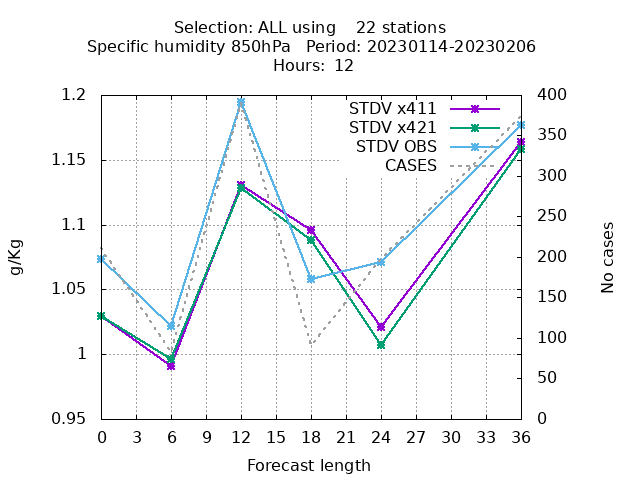 Selection: ALL using    22 stations
Specific humidity 850hPa   Period: 20230114-20230206
Hours: 12
1.2
1.15
1.1
1.05
1
0.95
g/Kg
STDV x411
STDV x421
STDV OBS
CASES
400
350
300
250
200
150
100
50
0
No cases
0 3 6 9 12 15 18 21 24 27 30 33 36
Forecast length